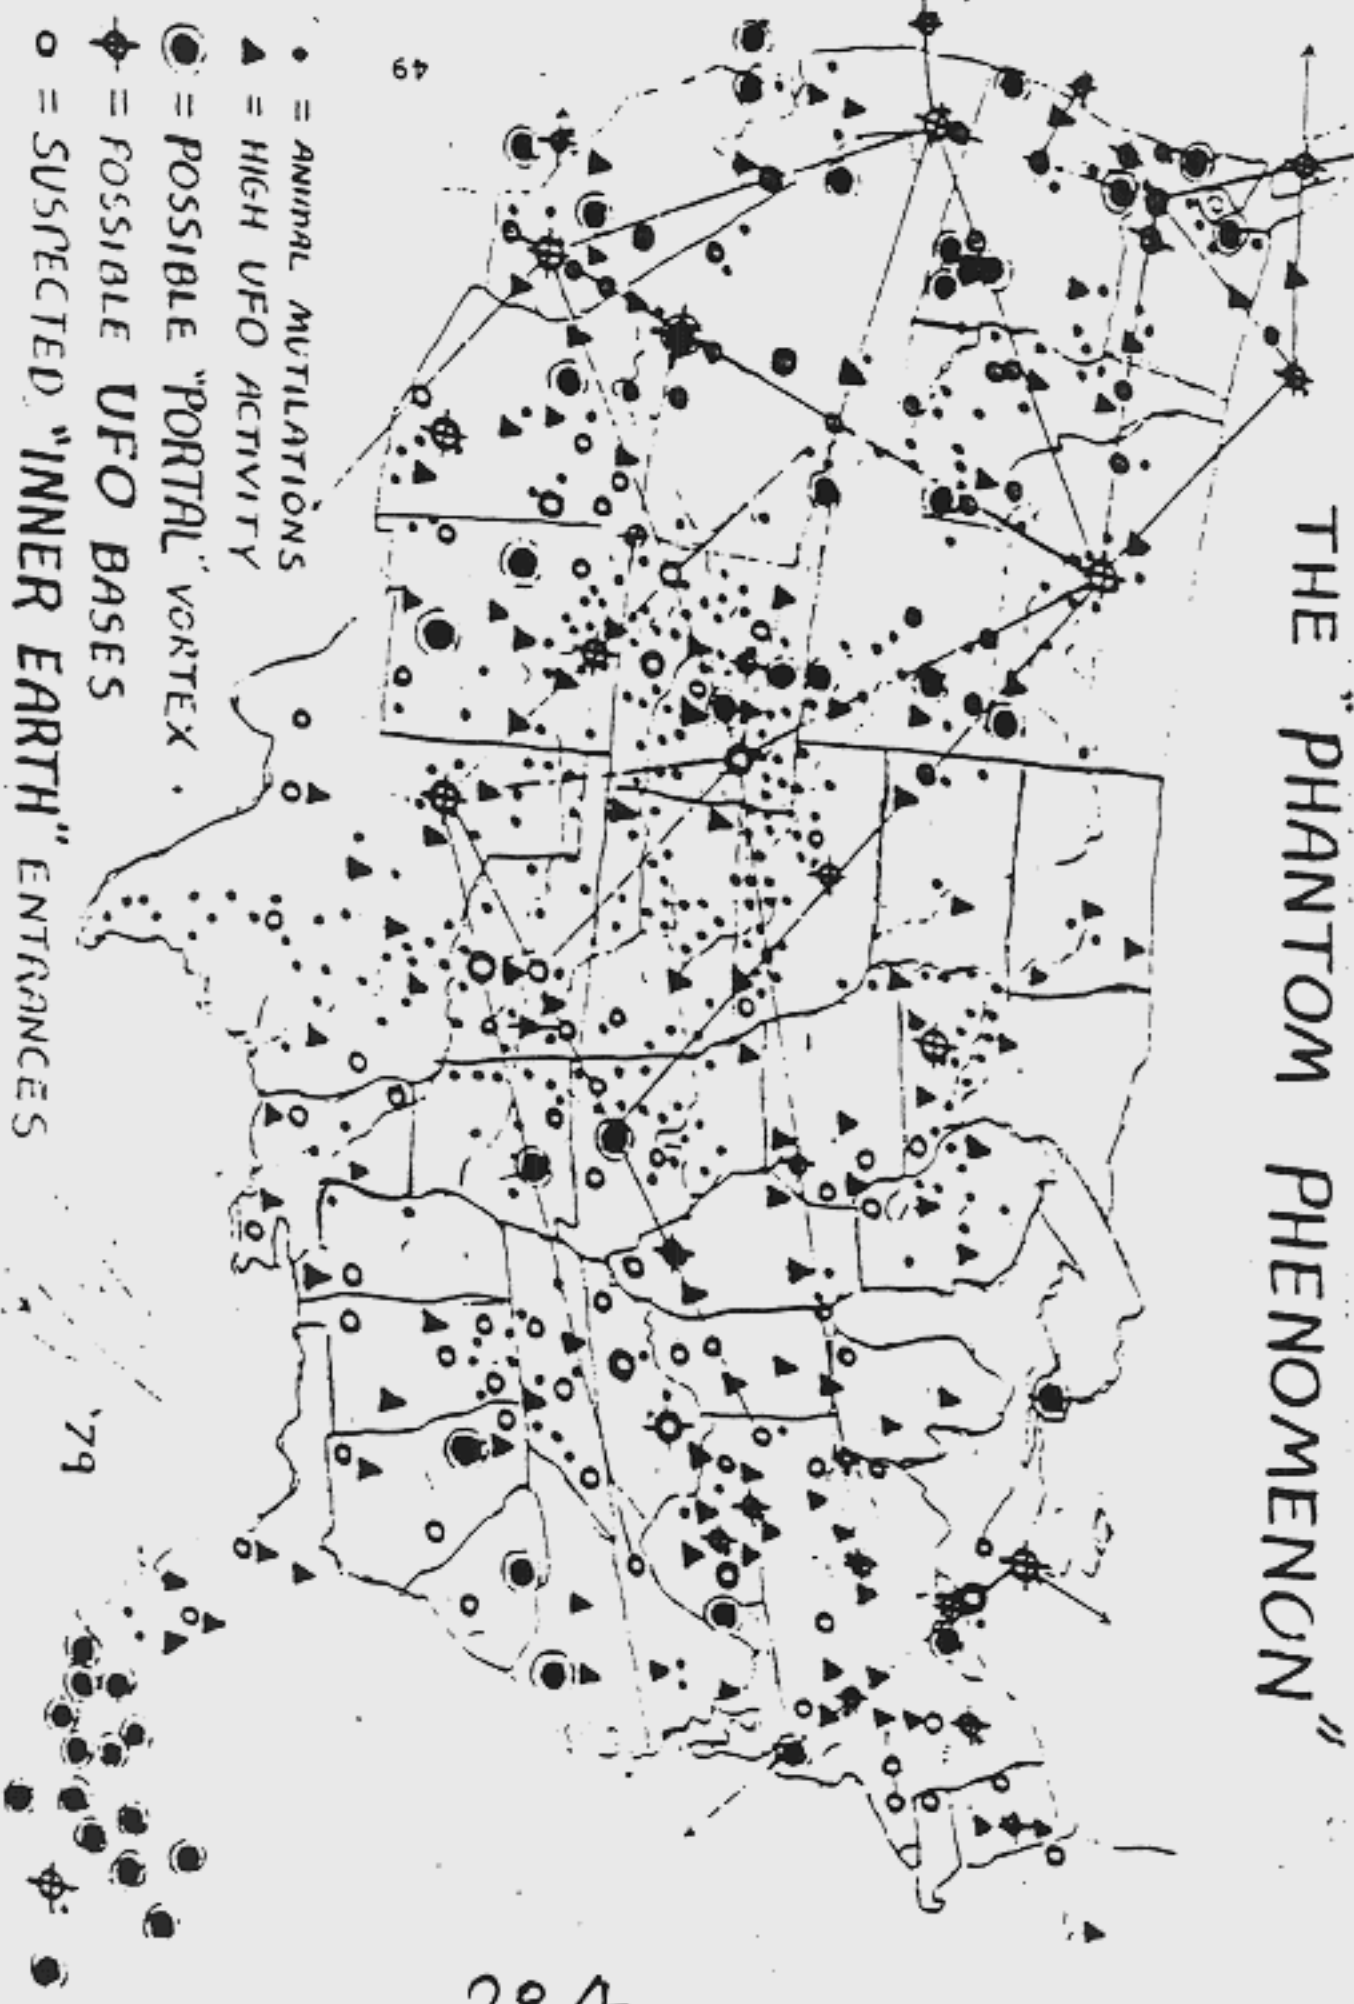 THE "PHANTOM PHENOMENON"
49
• = ANIMAL MUTILATIONS
▲ = HIGH UFO ACTIVITY
= POSSIBLE "PORTAL" VORTEX.
= POSSIBLE UFO BASES
o = SUSPECTED "INNER EARTH" ENTRANCES
'79